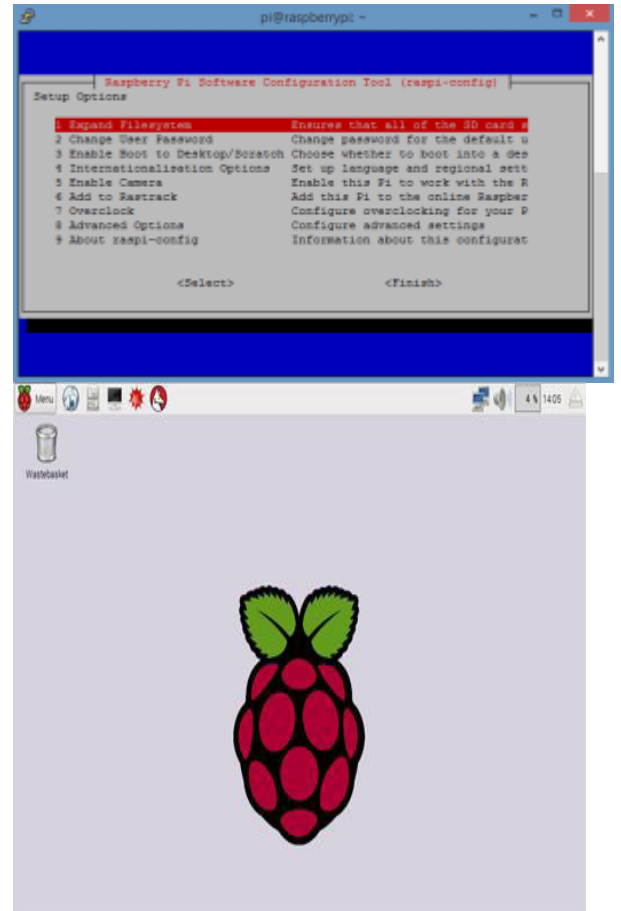 pi@raspberrypi: ~
Raspberry Pi Software Configuration Tool (raspi-config)
Setup Options
1 Expand Filesystem Ensures that all of the SD card s
2 Change User Password Change password for the default u
3 Enable Boot to Desktop/Scratch Choose whether to boot into a des
4 Internationalisation Options Set up language and regional sett
5 Enable Camera Enable this Pi to work with the R
6 Add to Rastrack Add this Pi to the online Raspber
7 Overclock Configure overclocking for your P
8 Advanced Options Configure advanced settings
9 About raspi-config Information about this configurat
<Select> <Finish>
Menu 4 % 14:05
Wastebasket